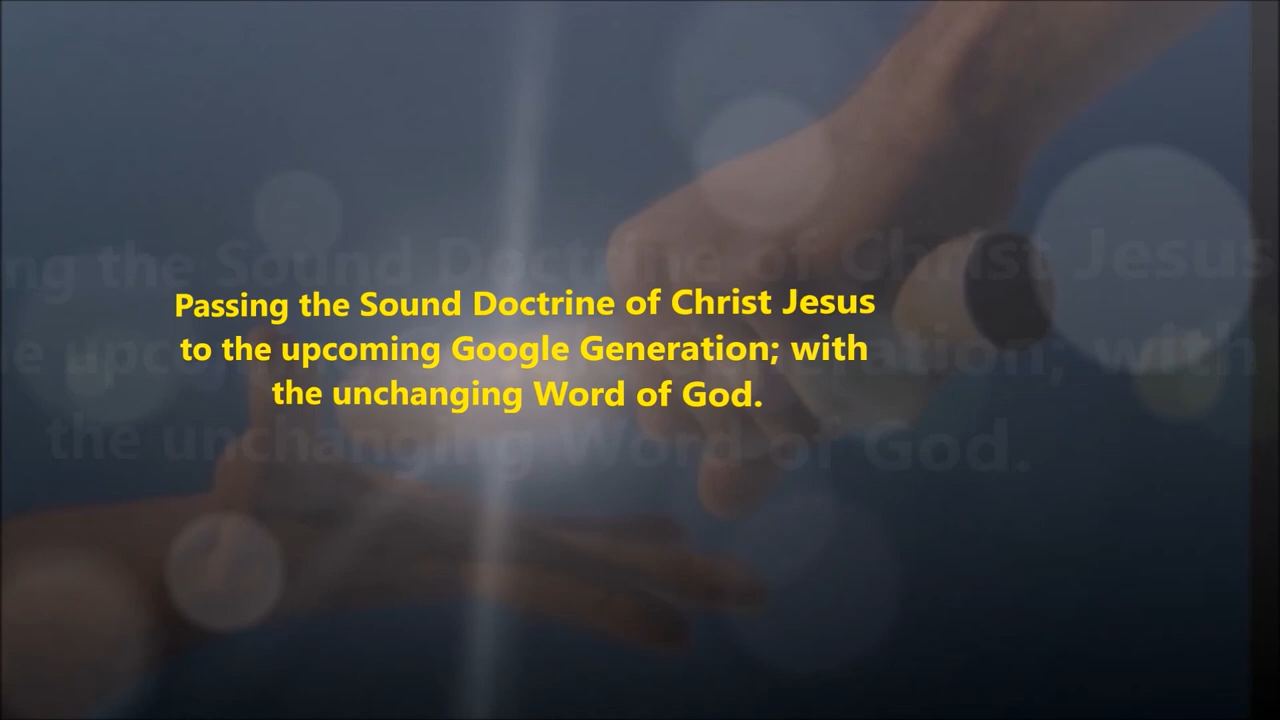 Passing the Sound Doctrine of Christ Jesus
to the upcoming Google Generation; with
the unchanging Word of God.